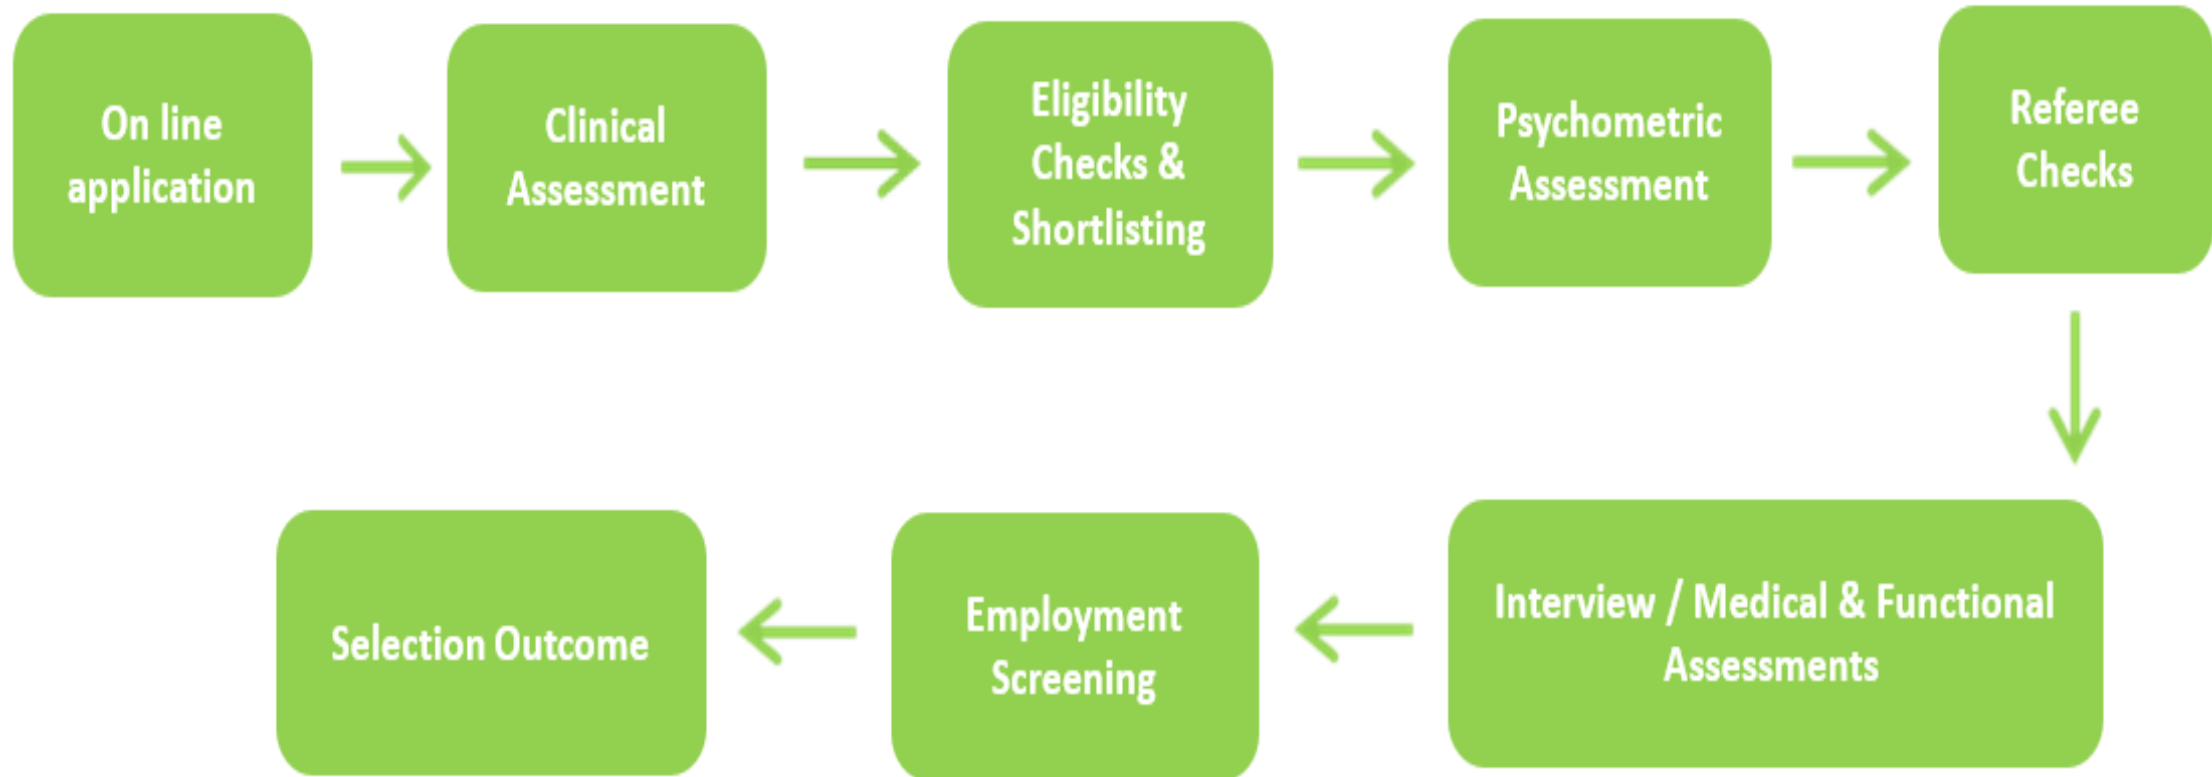 On line
application
Clinical
Assessment
Eligibility
Checks &
Shortlisting
Psychometric
Assessment
Referee
Checks
Interview / Medical & Functional
Assessments
Employment
Screening
Selection Outcome